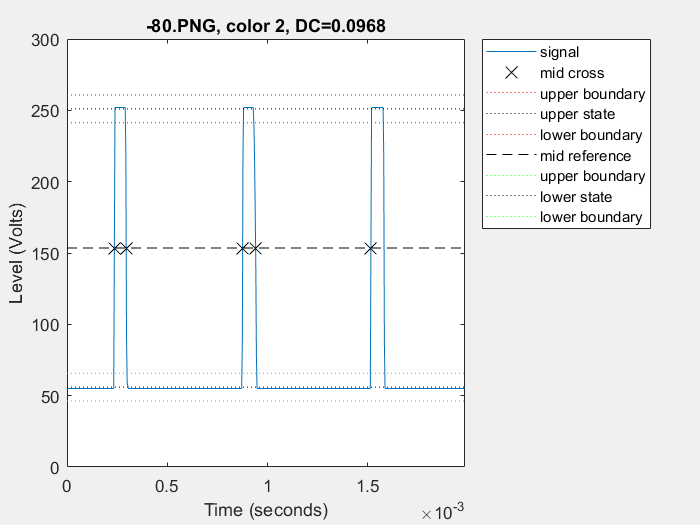 -80.PNG, color 2, DC=0.0968
300
250
200
150
100
50
0
Level (Volts)
0 0.5 1 1.5
Time (seconds)
×10-3
signal
mid cross
upper boundary
upper state
lower boundary
mid reference
upper boundary
lower state
lower boundary